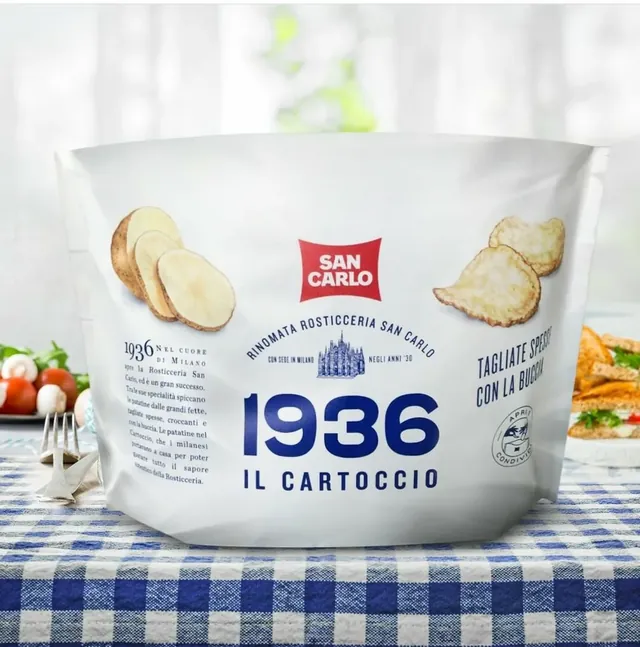 SAN
CARLO
RINOMATA ROSTICCERIA SAN CARLO
CON SEDE IN MILANO
NEGLI ANNI '30
1936
IL CARTOCCIO
1936 NEL CUORE
DI MILANO
apre la Rosticceria San
Carlo, ed è un gran successo.
Tra le sue specialità spiccano
le patatine dalle grandi fette,
tagliate spesse, croccanti e
con la buccia. Le patatine nel
Cartoccio, che i milanesi
portavano a casa per poter
gustare tutto il sapore
autentico della Rosticceria.
TAGLIATE SPESSE
CON LA BUCCIA
APRI
CONDIVIDI